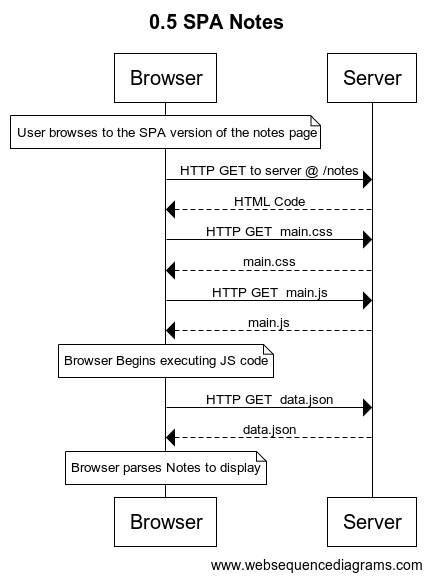 0.5 SPA Notes
Browser Server
User browses to the SPA version of the notes page
HTTP GET to server @ /notes
HTML Code
HTTP GET  main.css
main.css
HTTP GET  main.js
main.js
Browser Begins executing JS code
HTTP GET  data.json
data.json
Browser parses Notes to display
Browser Server
www.websequencediagrams.com